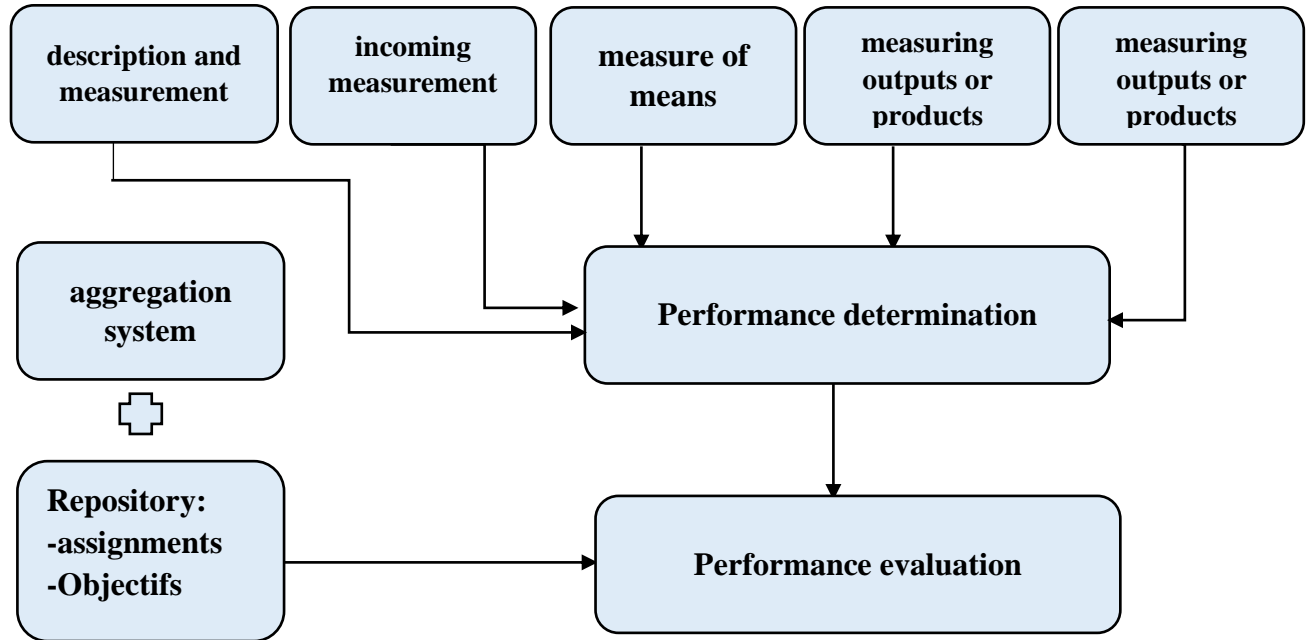 description and
measurement
incoming
measurement
measure of
means
measuring
outputs or
products
measuring
outputs or
products
aggregation
system
Performance determination
Repository:
-assignments
-Objectifs
Performance evaluation